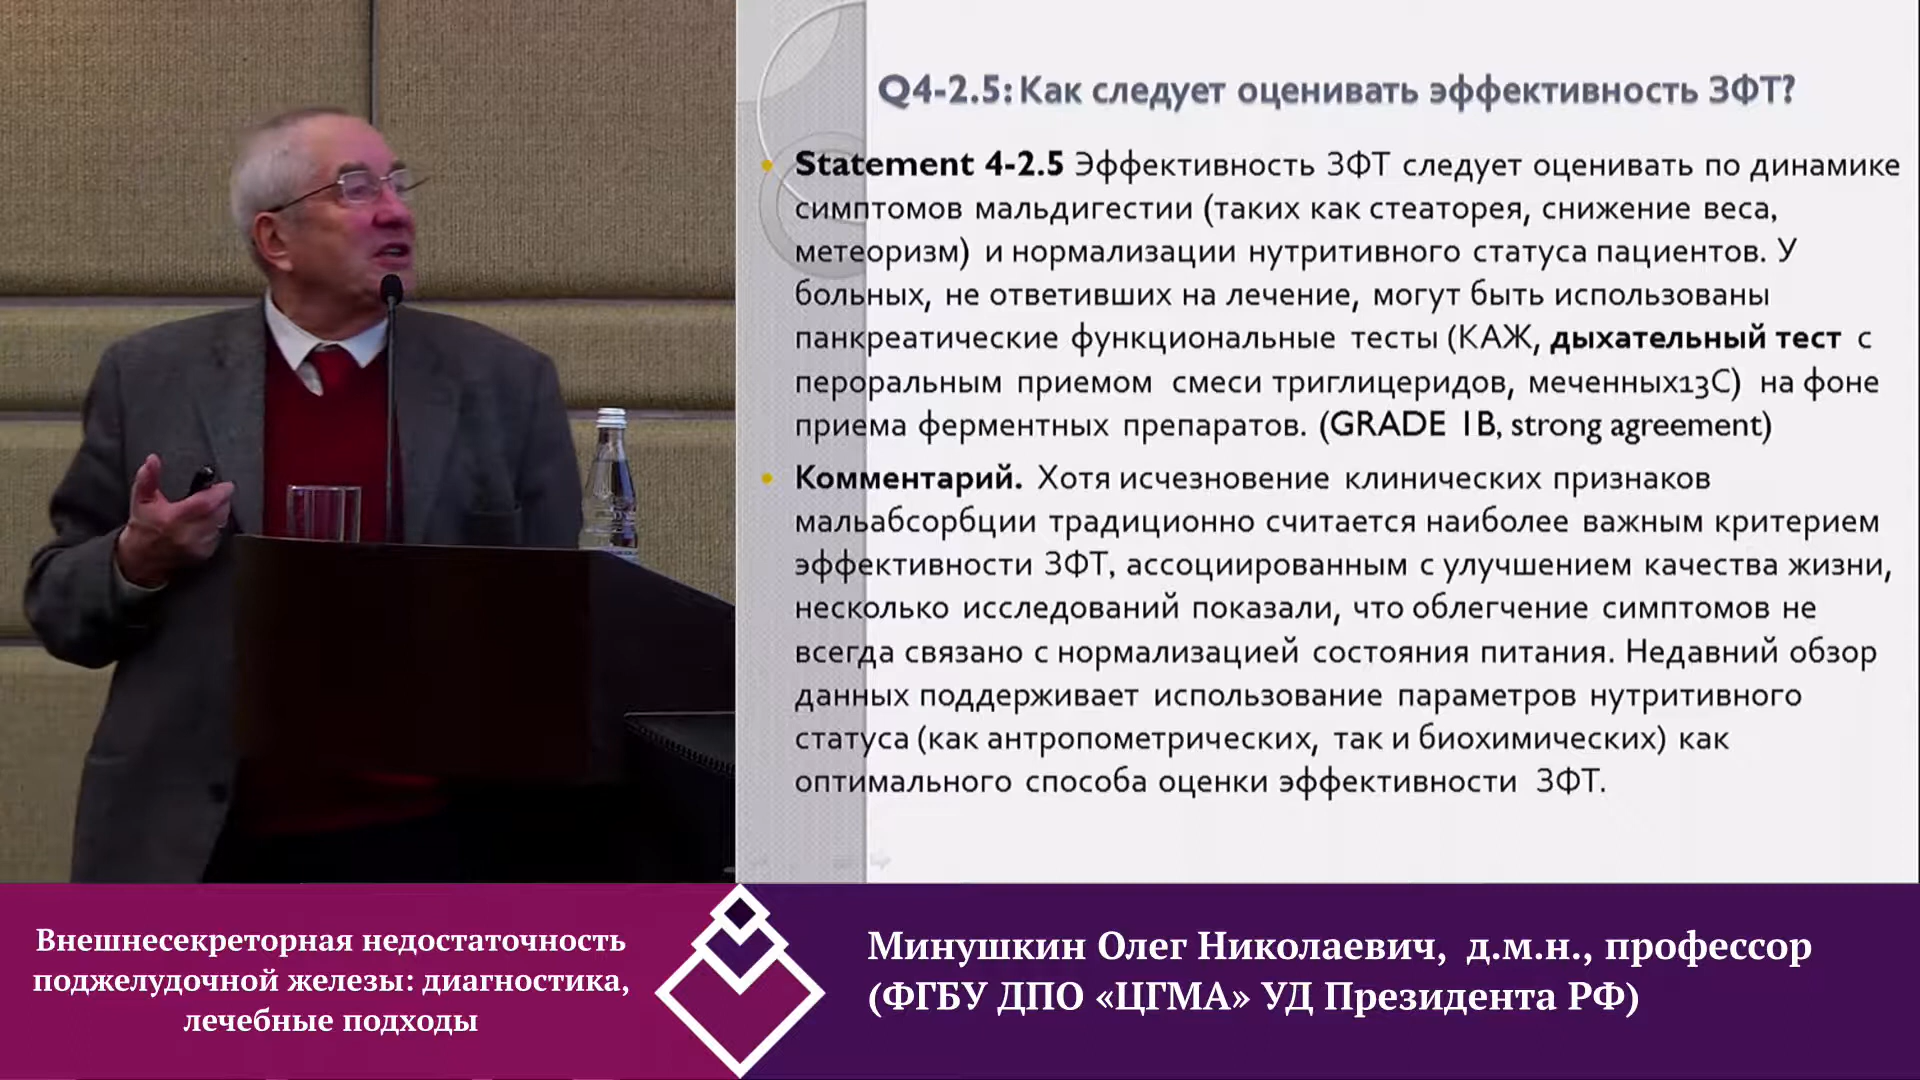 Q4-2.5: Как следует оценивать эффективность ЗФТ?
Statement 4-2.5 Эффективность ЗФТ следует оценивать по динамике
симптомов мальдигестии (таких как стеаторея, снижение веса,
метеоризм) и нормализации нутритивного статуса пациентов. У
больных, не ответивших на лечение, могут быть использованы
панкреатические функциональные тесты (КАЖ, дыхательный тест с
пероральным приемом смеси триглицеридов, меченных13С) на фоне
приема ферментных препаратов. (GRADE 1B, strong agreement)
Комментарий. Хотя исчезновение клинических признаков
мальабсорбции традиционно считается наиболее важным критерием
эффективности ЗФТ, ассоциированным с улучшением качества жизни,
несколько исследований показали, что облегчение симптомов не
всегда связано с нормализацией состояния питания. Недавний обзор
данных поддерживает использование параметров нутритивного
статуса (как антропометрических, так и биохимических) как
оптимального способа оценки эффективности ЗФТ.
Внешнесекреторная недостаточность
поджелудочной железы: диагностика,
лечебные подходы
Минушкин Олег Николаевич, д.м.н., профессор
(ФГБУ ДПО «ЦГМА» УД Президента РФ)